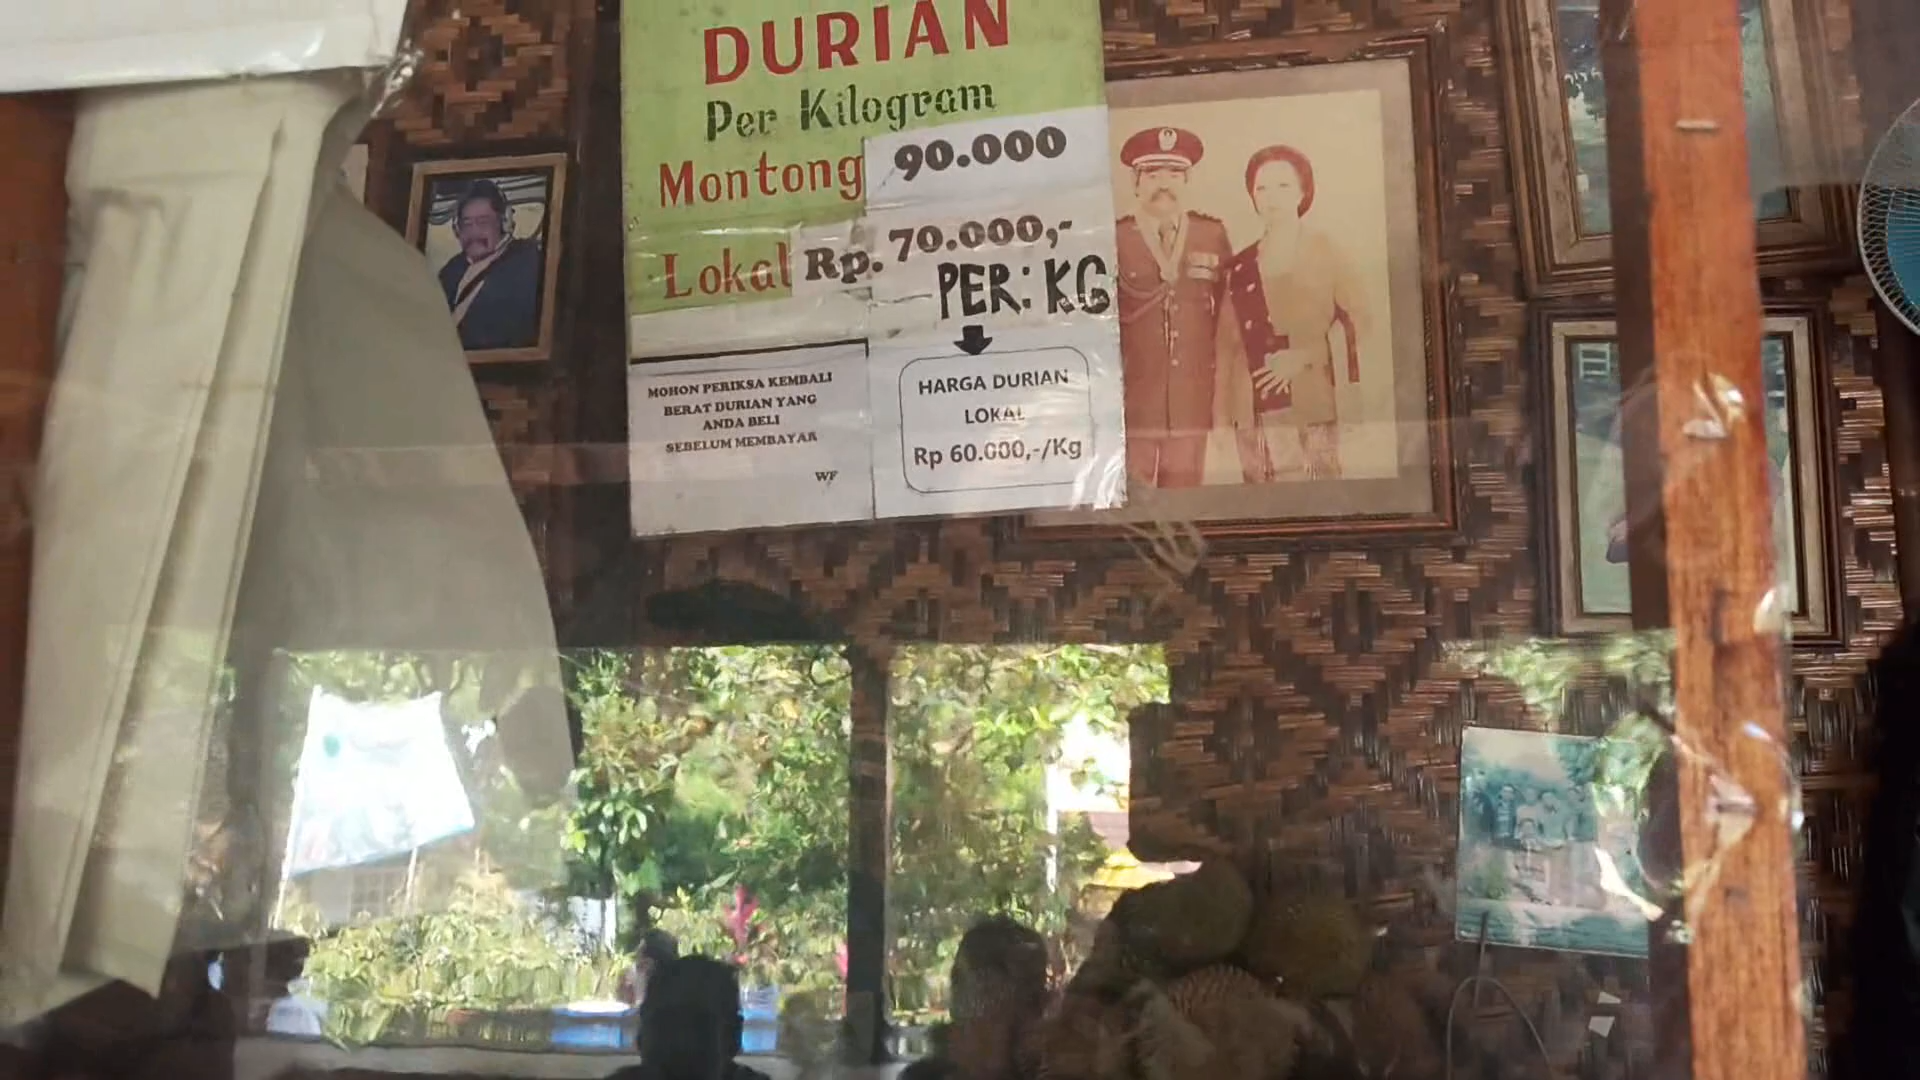 DURIAN
Per Kilogram
Montong 90.000
Lokal Rp. 70.000,-
PER: KG
MOHON PERIKSA KEMBALI
BERAT DURIAN YANG
ANDA BELI
SEBELUM MEMBAYAR
WF
HARGA DURIAN
LOKAL
Rp 60.000,-/Kg